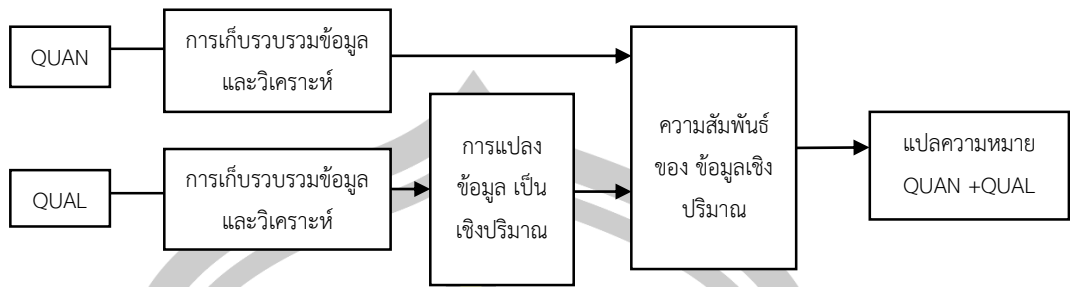 QUAN
การเก็บรวบรวมข้อมูล
และวิเคราะห์
QUAL
การเก็บรวบรวมข้อมูล
และวิเคราะห์
การแปลง
ข้อมูล เป็น
เชิงปริมาณ
ความสัมพันธ์
ของ ข้อมูลเชิง
ปริมาณ
แปลความหมาย
QUAN +QUAL